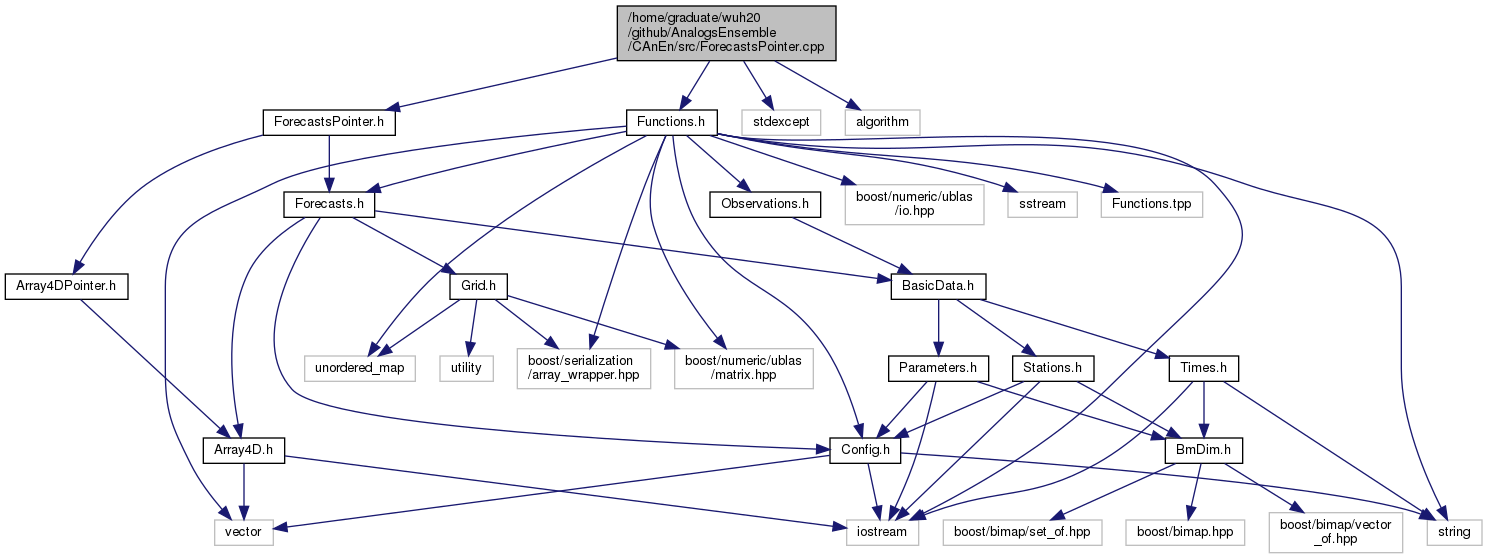 /home/graduate/wuh20
/github/AnalogsEnsemble
/CAnEn/src/ForecastsPointer.cpp
ForecastsPointer.h
Functions.h
stdexcept
algorithm
Forecasts.h
Observations.h
boost/numeric/ublas
/io.hpp
sstream
Functions.tpp
Array4DPointer.h
Grid.h
BasicData.h
unordered_map
utility
boost/serialization
/array_wrapper.hpp
boost/numeric/ublas
/matrix.hpp
Parameters.h
Stations.h
Times.h
Array4D.h
Config.h
BmDim.h
vector
iostream
boost/bimap/set_of.hpp
boost/bimap.hpp
boost/bimap/vector
_of.hpp
string